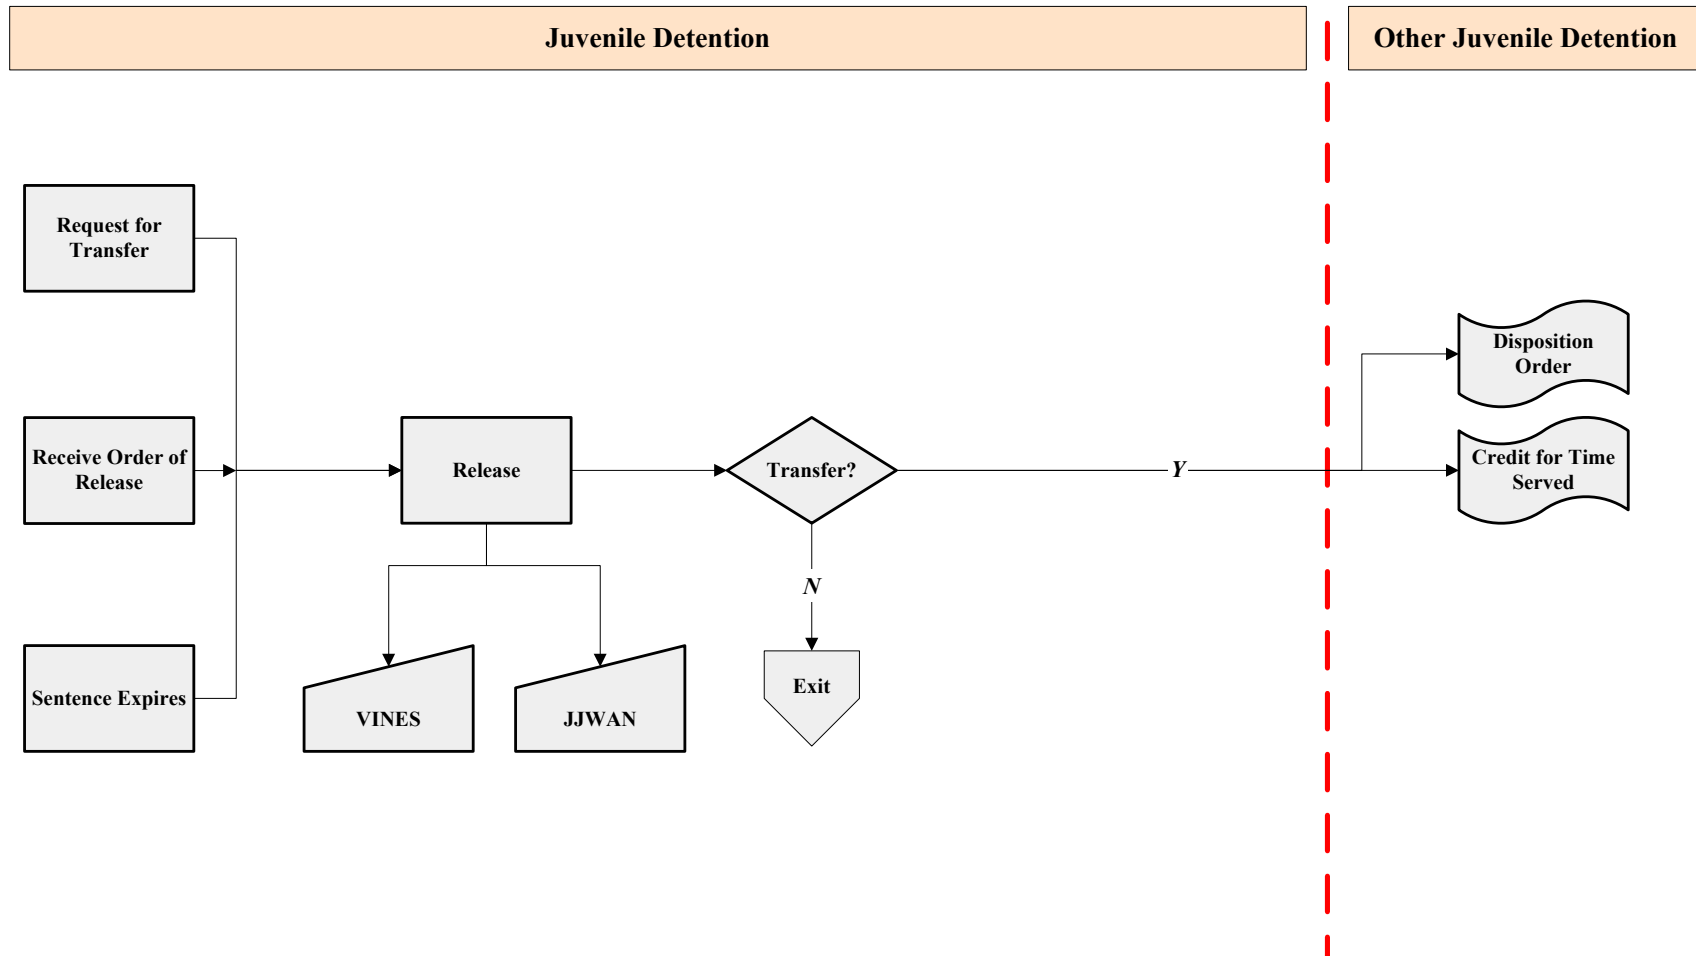 Juvenile Detention
Other Juvenile Detention
Request for
Transfer
Disposition
Order
Receive Order of
Release
Release
Transfer?
Y
Credit for Time
Served
N
Sentence Expires
VINES
JJWAN
Exit